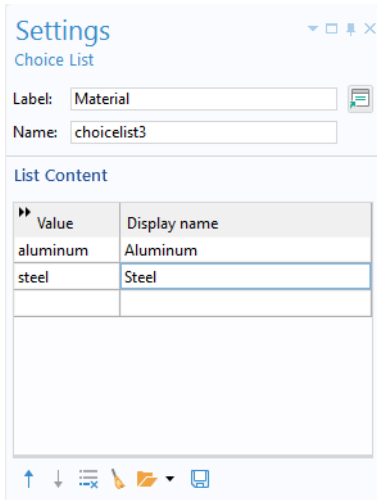 Settings
Choice List
Label: Material
Name: choicelist3
List Content
Value Display name
aluminum Aluminum
steel Steel